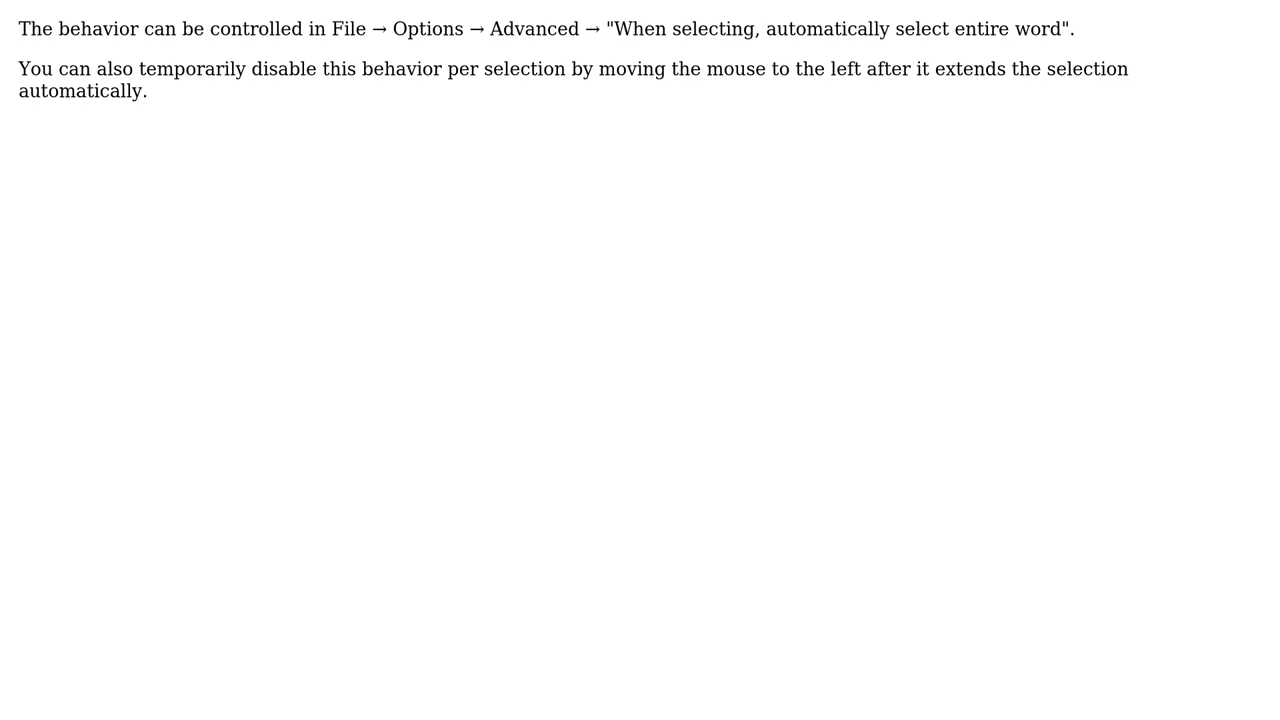 The behavior can be controlled in File → Options → Advanced → "When selecting, automatically select entire word".
You can also temporarily disable this behavior per selection by moving the mouse to the left after it extends the selection
automatically.